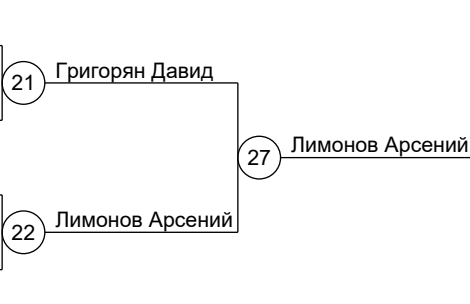 Григорян Давид
21
Лимонов Арсений
27
Лимонов Арсений
22